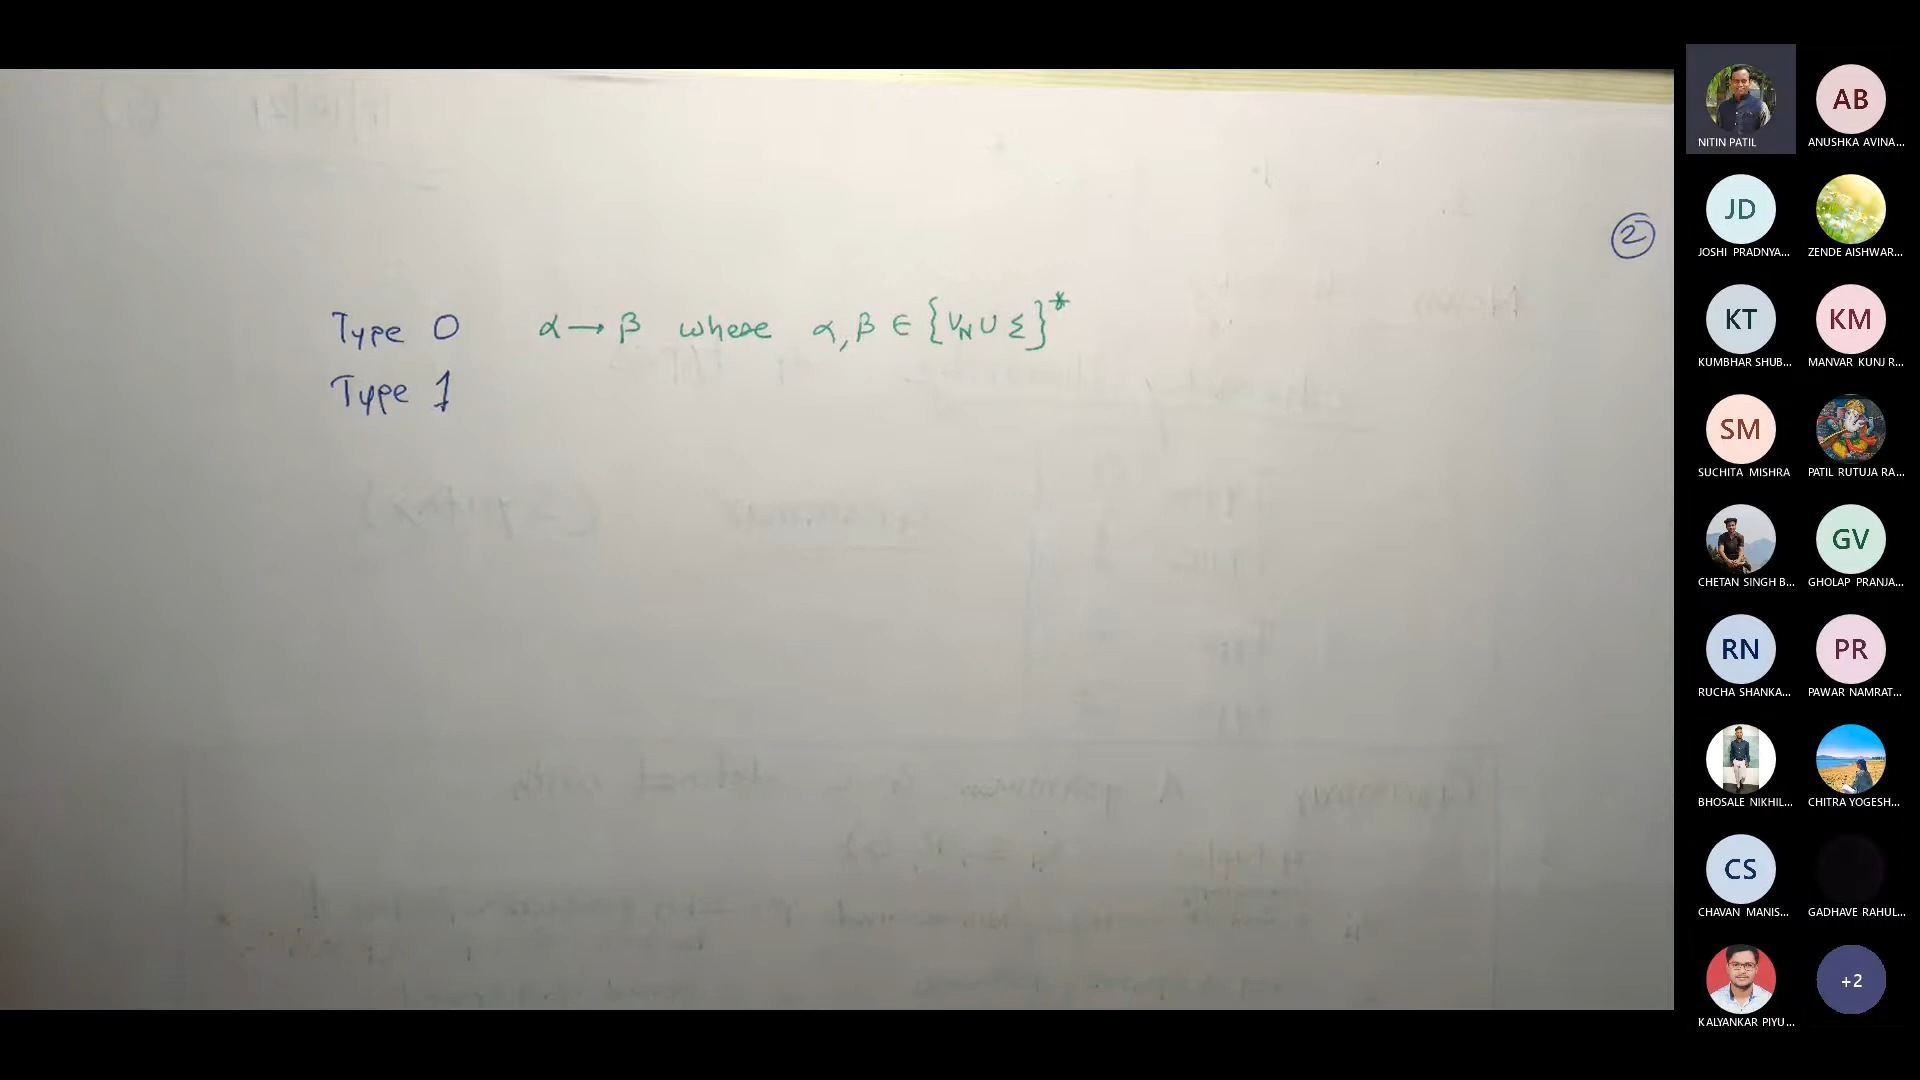 2
Type 0 α → β where α, β ∈ {V_N ∪ Σ}*
Type 1
NITIN PATIL
AB
ANUSHKA AVINA...
JD
JOSHI PRADNYA...
ZENDE AISHWAR...
KT
KUMBHAR SHUB...
KM
MANVAR KUNJ R...
SM
SUCHITA MISHRA
PATIL RUTUJA RA...
CHETAN SINGH B...
GV
GHOLAP PRANJA...
RN
RUCHA SHANKA...
PR
PAWAR NAMRAT...
BHOSALE NIKHIL...
CHITRA YOGESH...
CS
CHAVAN MANIS...
GADHAVE RAHUL...
KALYANKAR PIYU...
+2